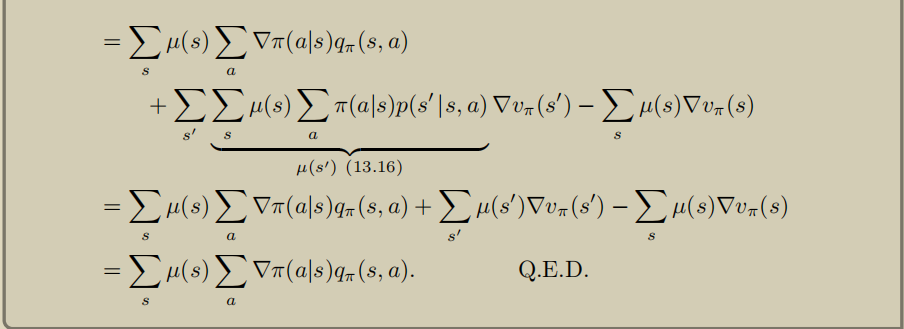 = ∑_s μ(s) ∑_a ∇π(a|s)q_π(s, a)
+ ∑_{s′} ∑_s μ(s) ∑_a π(a|s)p(s′|s, a) ∇v_π(s′) − ∑_s μ(s)∇v_π(s)
μ(s′) (13.16)
= ∑_s μ(s) ∑_a ∇π(a|s)q_π(s, a) + ∑_{s′} μ(s′)∇v_π(s′) − ∑_s μ(s)∇v_π(s)
= ∑_s μ(s) ∑_a ∇π(a|s)q_π(s, a). Q.E.D.